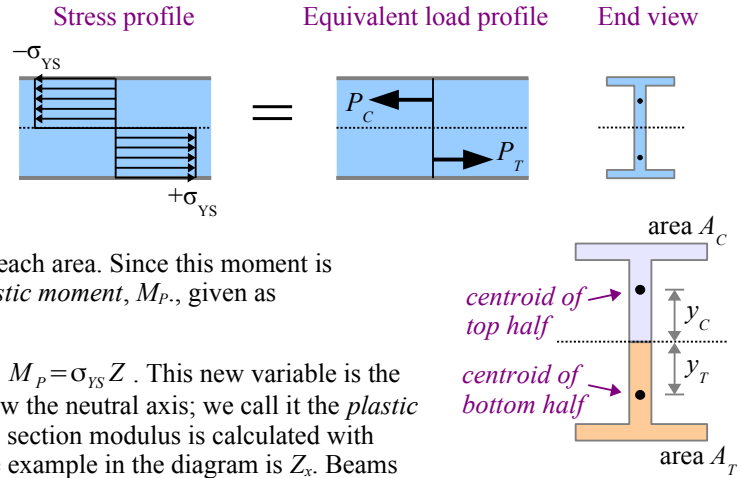 Stress profile
Equivalent load profile
End view
−σYS
=
PC
PT
+σYS
area AC
each area. Since this moment is
stic moment, MP., given as
centroid of
top half
yC
yT
MP=σYS Z . This new variable is the
w the neutral axis; we call it the plastic
section modulus is calculated with
e example in the diagram is Zx. Beams
centroid of
bottom half
area AT